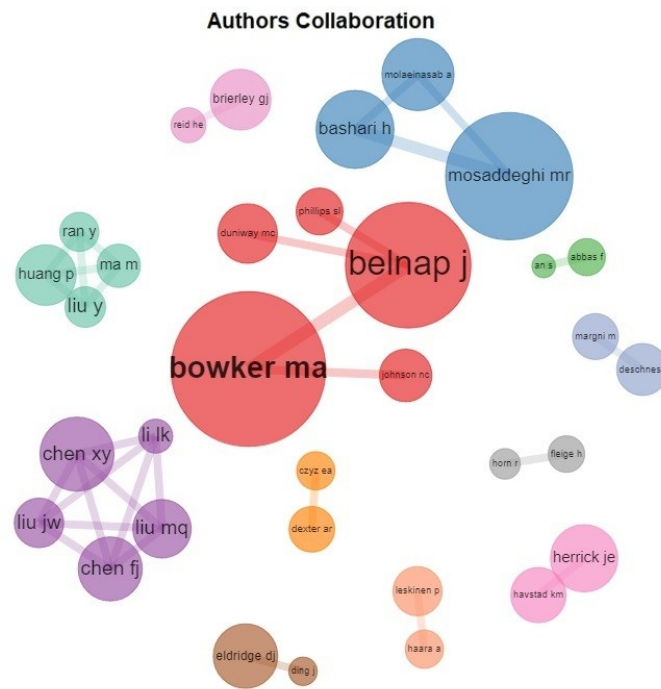 Authors Collaboration
molaeinasab a
brierley gj
reid he
bashari h
mosaddeghi mr
phillips sl
duniway mc
ran y
belnap j
ma m
huang p
an s
abbas f
liu y
margni m
bowker ma
deschnes
johnson nc
li lk
chen xy
fleige h
horn r
czyz ea
liu jw
liu mq
dexter ar
herrick je
chen fj
leskinen p
havstad km
haara a
eldridge dj
ding j